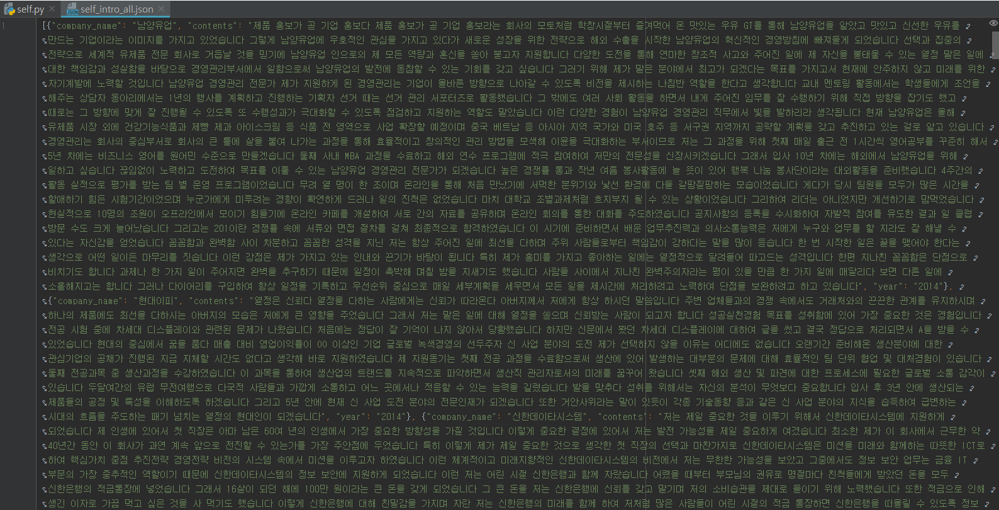 self.py
self_intro_all.json
1
[{"company_name": "남양유업", "contents": "제품 홍보가 곧 기업 홍보다 제품 홍보가 곧 기업 홍보라는 회사의 모토처럼 학창시절부터 즐겨먹어 온 맛있는 우유 GT를 통해 남양유업을 알았고 맛있고 신선한 우유를
만드는 기업이라는 이미지를 가지고 있었습니다 그렇게 남양유업에 우호적인 관심을 가지고 있다가 새로운 성장을 위한 전략으로 해외 수출을 시작한 남양유업의 혁신적인 경영방침에 빠져들게 되었습니다 선택과 집중의
전략으로 세계적 유제품 전문 회사로 거듭날 것을 믿기에 남양유업 인으로의 제 모든 역량과 혼신을 쏟아 붇고자 지원합니다 다양한 도전을 통해 연마한 창조적 사고와 주어진 일에 제 자신을 불태울 수 있는 열정 맡은 일에
대한 책임감과 성실함을 바탕으로 경영관리부서에서 일함으로써 남양유업의 발전에 동참할 수 있는 기회를 갖고 싶습니다 그러기 위해 제가 맡은 분야에서 최고가 되겠다는 목표를 가지고서 현재에 안주하지 않고 미래를 위한
자기계발에 노력할 것입니다 남양유업 경영관리 전문가 제가 지원하게 된 경영관리는 기업이 올바른 방향으로 나아갈 수 있도록 비전을 제시하는 나침반 역할을 한다고 생각합니다 교내 멘토링 활동에서는 학생들에게 조언을
해주는 상담자 동아리에서는 1년의 행사를 계획하고 진행하는 기획자 선거 때는 선거 관리 서포터즈로 활동했습니다 그 밖에도 여러 사회 활동을 하면서 내게 주어진 임무를 잘 수행하기 위해 직접 방향을 잡기도 했고
때로는 그 방향에 맞게 잘 진행될 수 있도록 또 수행성과가 극대화할 수 있도록 점검하고 지원하는 역할도 맡았습니다 이런 다양한 경험이 남양유업 경영관리 직무에서 빛을 발하리라 생각됩니다 현재 남양유업은 올해
유제품 시장 외에 건강기능식품과 제빵 제과 아이스크림 등 식품 전 영역으로 사업 확장할 예정이며 중국 베트남 등 아시아 지역 국가와 미국 호주 등 서구권 지역까지 공략할 계획을 갖고 추진하고 있는 걸로 알고 있습니다
경영관리는 회사의 중심부서로 회사의 큰 틀에 살을 붙여 나가는 과정을 통해 효율적이고 창의적인 관리 방법을 모색해 이윤을 극대화하는 부서이므로 저는 그 과정을 위해 첫째 매일 출근 전 1시간씩 영어공부를 꾸준히 해서
5년 차에는 비즈니스 영어를 원어민 수준으로 만들겠습니다 둘째 사내 MBA 과정을 수료하고 해외 연수 프로그램에 적극 참여하여 저만의 전문성을 신장시키겠습니다 그래서 입사 10년 차에는 해외에서 남양유업을 위해
일하고 싶습니다 끊임없이 노력하고 도전하여 목표를 이룰 수 있는 남양유업 경영관리 전문가가 되겠습니다 높은 경쟁률 통과 작년 여름 봉사활동에 늘 뜻이 있어 행복 나눔 봉사단이라는 대외활동을 준비했습니다 4주간의
활동 실적으로 평가를 받는 팀 별 운영 프로그램이었습니다 무려 열 명이 한 조이며 온라인을 통해 처음 만났기에 서먹한 분위기와 낯선 환경에 다들 갈팡질팡하는 모습이었습니다 게다가 당시 팀원들 모두가 많은 시간을
할애하기 힘든 시험기간이었으며 누군가에게 미루려는 경향이 확연하게 드러나 일의 진척은 없었습니다 마치 대학교 조별과제처럼 흐지부지 될 수 있는 상황이었습니다 그리하여 리더는 아니었지만 개선하기로 맘먹었습니다
현실적으로 10명의 조원이 오프라인에서 모이기 힘들기에 온라인 카페를 개설하여 서로 간의 자료를 공유하며 온라인 회의를 통한 대화를 주도하였습니다 공지사항의 등록을 수시화하여 자발적 참여를 유도한 결과 일 클럽
방문 수도 크게 늘어났습니다 그리고는 201이란 경쟁률 속에 서류와 면접 절차를 걸쳐 최종적으로 합격하였습니다 이 시기에 준비하면서 배운 업무추진력과 의사소통능력은 저에게 누구와 업무를 할 지라도 잘 해낼 수
있다는 자신감을 얻었습니다 꼼꼼함과 완벽함 사이 차분하고 꼼꼼한 성격을 지닌 저는 항상 주어진 일에 최선을 다하며 주위 사람들로부터 책임감이 강하다는 말을 많이 듣습니다 한 번 시작한 일은 끝을 맺어야 한다는
생각으로 어떤 일이든 마무리를 짓습니다 이런 강점은 제가 가지고 있는 인내와 끈기가 바탕이 됩니다 특히 제가 흥미를 가지고 좋아하는 일에는 열정적으로 달려들어 파고드는 성격입니다 한편 지나친 꼼꼼함은 단점으로
비치기도 합니다 과제나 한 가지 일이 주어지면 완벽을 추구하기 때문에 일정이 촉박해 며칠 밤을 지새기도 했습니다 사람들 사이에서 지나친 완벽주의자라는 평이 있을 만큼 한 가지 일에 매달리다 보면 다른 일에
소홀해지고는 합니다 그러나 다이어리를 구입하여 항상 일정을 기록하고 우선순위 중심으로 매일 세부계획을 세우면서 모든 일을 제시간에 처리하려고 노력하여 단점을 보완하려고 하고 있습니다", "year": "2014"},
{"company_name": "현대이피", "contents": "열정은 신뢰다 열정을 다하는 사람에게는 신뢰가 따라온다 아버지께서 저에게 항상 하시던 말씀입니다 주변 업체들과의 경쟁 속에서도 거래처와의 끈끈한 관계를 유지하시며
하나의 제품에도 최선을 다하시는 아버지의 모습은 저에게 큰 영향을 주었습니다 그래서 저는 맡은 일에 대해 열정을 쏟으며 신뢰받는 사람이 되고자 합니다 성공실천경험 목표를 성취함에 있어 가장 중요한 것은 경험입니다
전공 시험 중에 차세대 디스플레이와 관련된 문제가 나왔습니다 처음에는 정답이 잘 기억이 나지 않아서 당황했습니다 하지만 신문에서 봤던 차세대 디스플레이에 대하여 글을 썼고 결국 정답으로 처리되면서 A을 받을 수
있었습니다 현대의 중심에서 꿈을 품다 매출 대비 영업이익률이 00 이상인 기업 글로벌 녹색경영의 선두주자 신 사업 분야의 도전 제가 선택하지 않을 이유는 어디에도 없습니다 오랜기간 준비해온 생산분야에 대한
관심기업의 공채가 진행된 지금 지체할 시간도 없다고 생각해 바로 지원하였습니다 제 지원동기는 첫째 전공 과정을 수료함으로써 생산에 있어 발생하는 대부분의 문제에 대해 효율적인 팀 단위 협업 및 대처경험이 있습니다
둘째 전공과목 중 생산과정을 수강하였습니다 이 과목을 통하여 생산업의 트랜드를 지속적으로 파악하면서 생산직 관리자로서의 미래를 꿈꾸어 왔습니다 셋째 해외 생산 및 파견에 대한 프로세스에 필요한 글로벌 소통 감각이
있습니다 두달여간의 유럽 무전여행으로 다국적 사람들과 가깝게 소통하고 어느 곳에서나 적응할 수 있는 능력을 길렀습니다 발을 맞추다 성취를 위해서는 자신의 분석이 무엇보다 중요합니다 입사 후 3년 안에 생산되는
제품들의 공정 및 특성을 이해하도록 하겠습니다 그리고 5년 안에 현재 신 사업 도전 분야의 전문인재가 되겠습니다 또한 거안사위라는 말이 있듯이 각종 기술동향 등과 같은 신 사업 분야의 지식을 습득하여 급변하는
시대의 흐름을 주도하는 패기 넘치는 열정의 현대인이 되겠습니다", "year": "2014"}, {"company_name": "신한데이타시스템", "contents": "저는 제일 중요한 것을 이루기 위해서 신한데이타시스템에 지원하게
되었습니다 제 인생에 있어서 첫 직장은 아마 남은 60여 년의 인생에서 가장 중요한 방향성을 가질 것입니다 이렇게 중요한 결정에 있어서 저는 발전 가능성을 제일 중요하게 여겼습니다 최소한 제가 이 회사에서 근무한 약
40년간 동안 이 회사가 과연 계속 앞으로 전진할 수 있는가를 가장 주안점에 두었습니다 특히 이렇게 제가 제일 중요한 것으로 생각한 첫 직장의 선택과 마찬가지로 신한데이타시스템은 미션을 미래와 함께하는 따뜻한 ICT로
하여 핵심가치 중점 추진전략 경영전략 비전의 시스템 속에서 미션을 이루고자 하였습니다 이런 체계적이고 미래지향적인 신한데이타시스템의 비전에서 저는 무한한 가능성을 보았고 그중에서도 정보 보안 업무는 금융 IT
부문의 가장 중추적인 역할이기 때문에 신한데이타시스템의 정보 보안에 지원하게 되었습니다 이런 저는 어린 시절 신한은행과 함께 자랐습니다 어렸을 때부터 부모님의 권유로 명절마다 친척들에게 받았던 돈을 모두
신한은행의 적금통장에 넣었습니다 그래서 16살이 되던 해에 100만 원이라는 큰 돈을 갖게 되었습니다 그 큰 돈을 저는 신한은행에 신뢰를 갖고 맡기며 저의 소비습관을 제대로 들이기 위해 노력했습니다 또한 적금으로 인해
생긴 이자로 가끔 먹고 싶은 것을 사 먹기도 했습니다 이렇게 신한은행에 대해 친밀감을 가지며 자란 저는 신한은행의 미래를 함께 하여 저처럼 많은 사람들이 어린 시절의 적금 통장하면 신한은행을 떠올릴 수 있도록 정보